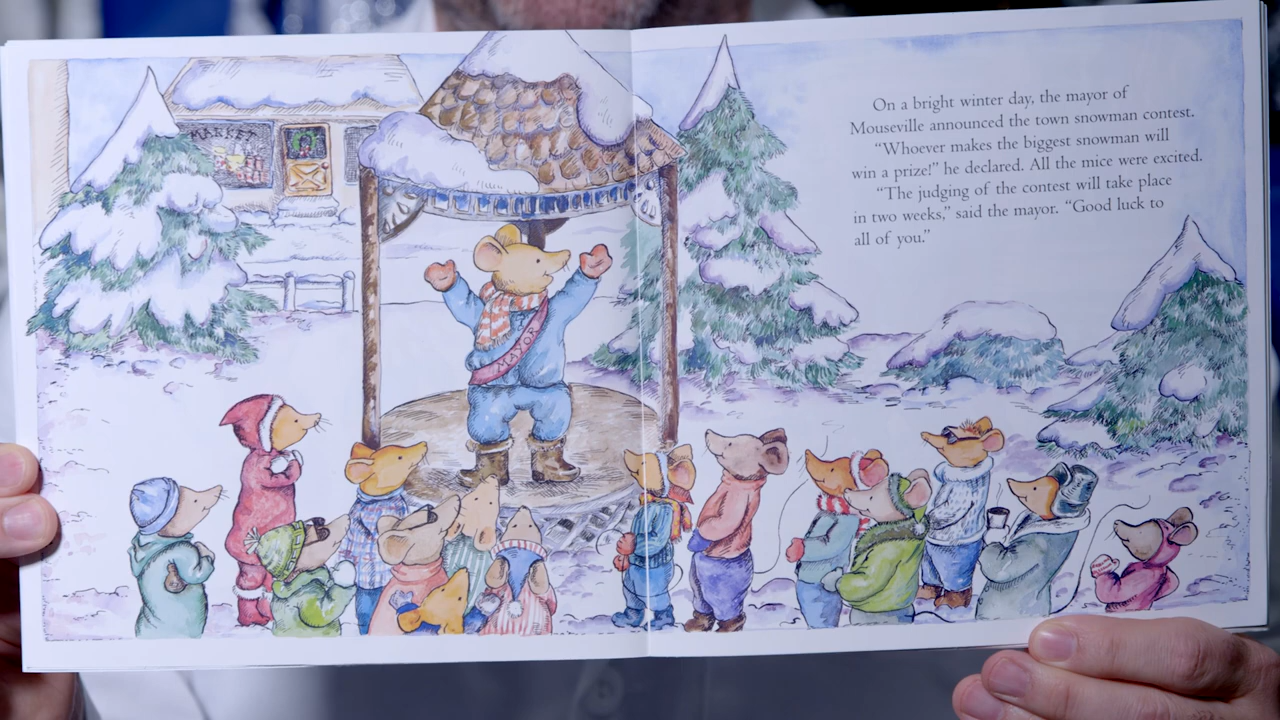 MARKET
MAYOR
On a bright winter day, the mayor of
Mouseville announced the town snowman contest.
“Whoever makes the biggest snowman will
win a prize!” he declared. All the mice were excited.
“The judging of the contest will take place
in two weeks,” said the mayor. “Good luck to
all of you.”